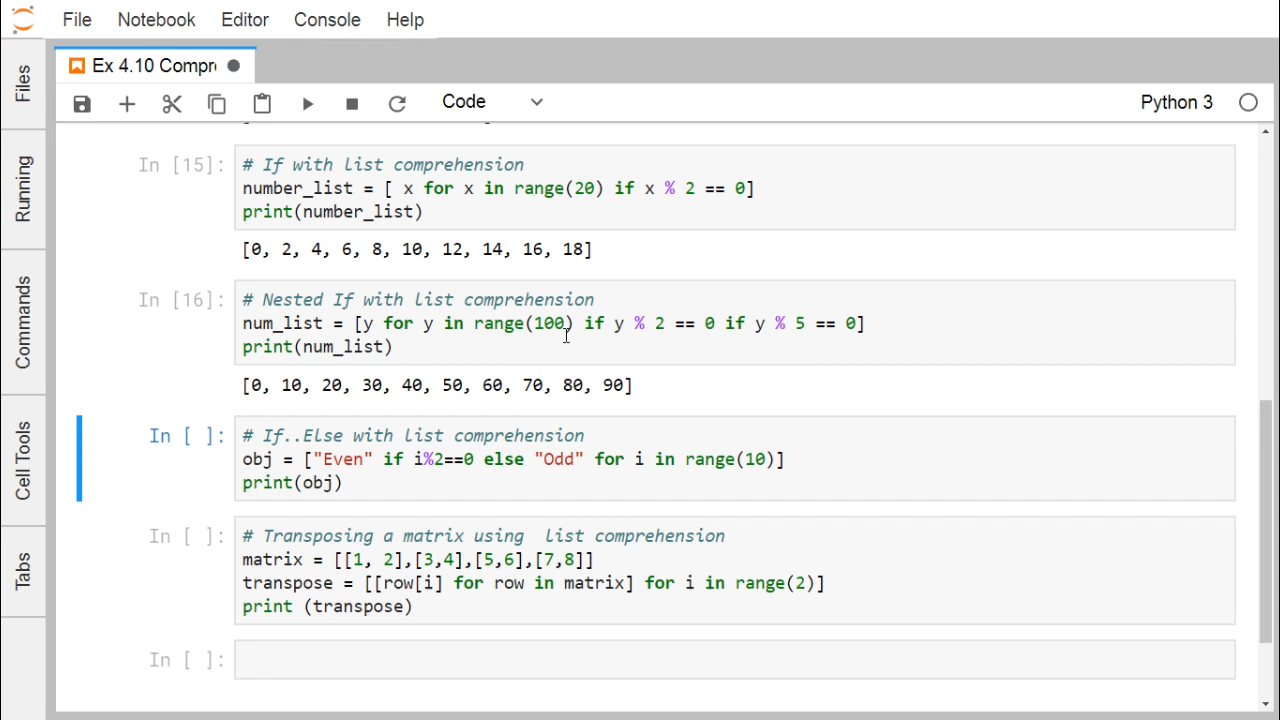 File Notebook Editor Console Help
Files
Running
Commands
Cell Tools
Tabs
Ex 4.10 Compre
Code
Python 3
In [15]:
# If with list comprehension
number_list = [ x for x in range(20) if x % 2 == 0]
print(number_list)
[0, 2, 4, 6, 8, 10, 12, 14, 16, 18]
In [16]:
# Nested If with list comprehension
num_list = [y for y in range(100) if y % 2 == 0 if y % 5 == 0]
print(num_list)
[0, 10, 20, 30, 40, 50, 60, 70, 80, 90]
In [ ]:
# If..Else with list comprehension
obj = ["Even" if i%2==0 else "Odd" for i in range(10)]
print(obj)
In [ ]:
# Transposing a matrix using  list comprehension
matrix = [[1, 2],[3,4],[5,6],[7,8]]
transpose = [[row[i] for row in matrix] for i in range(2)]
print (transpose)
In [ ]: